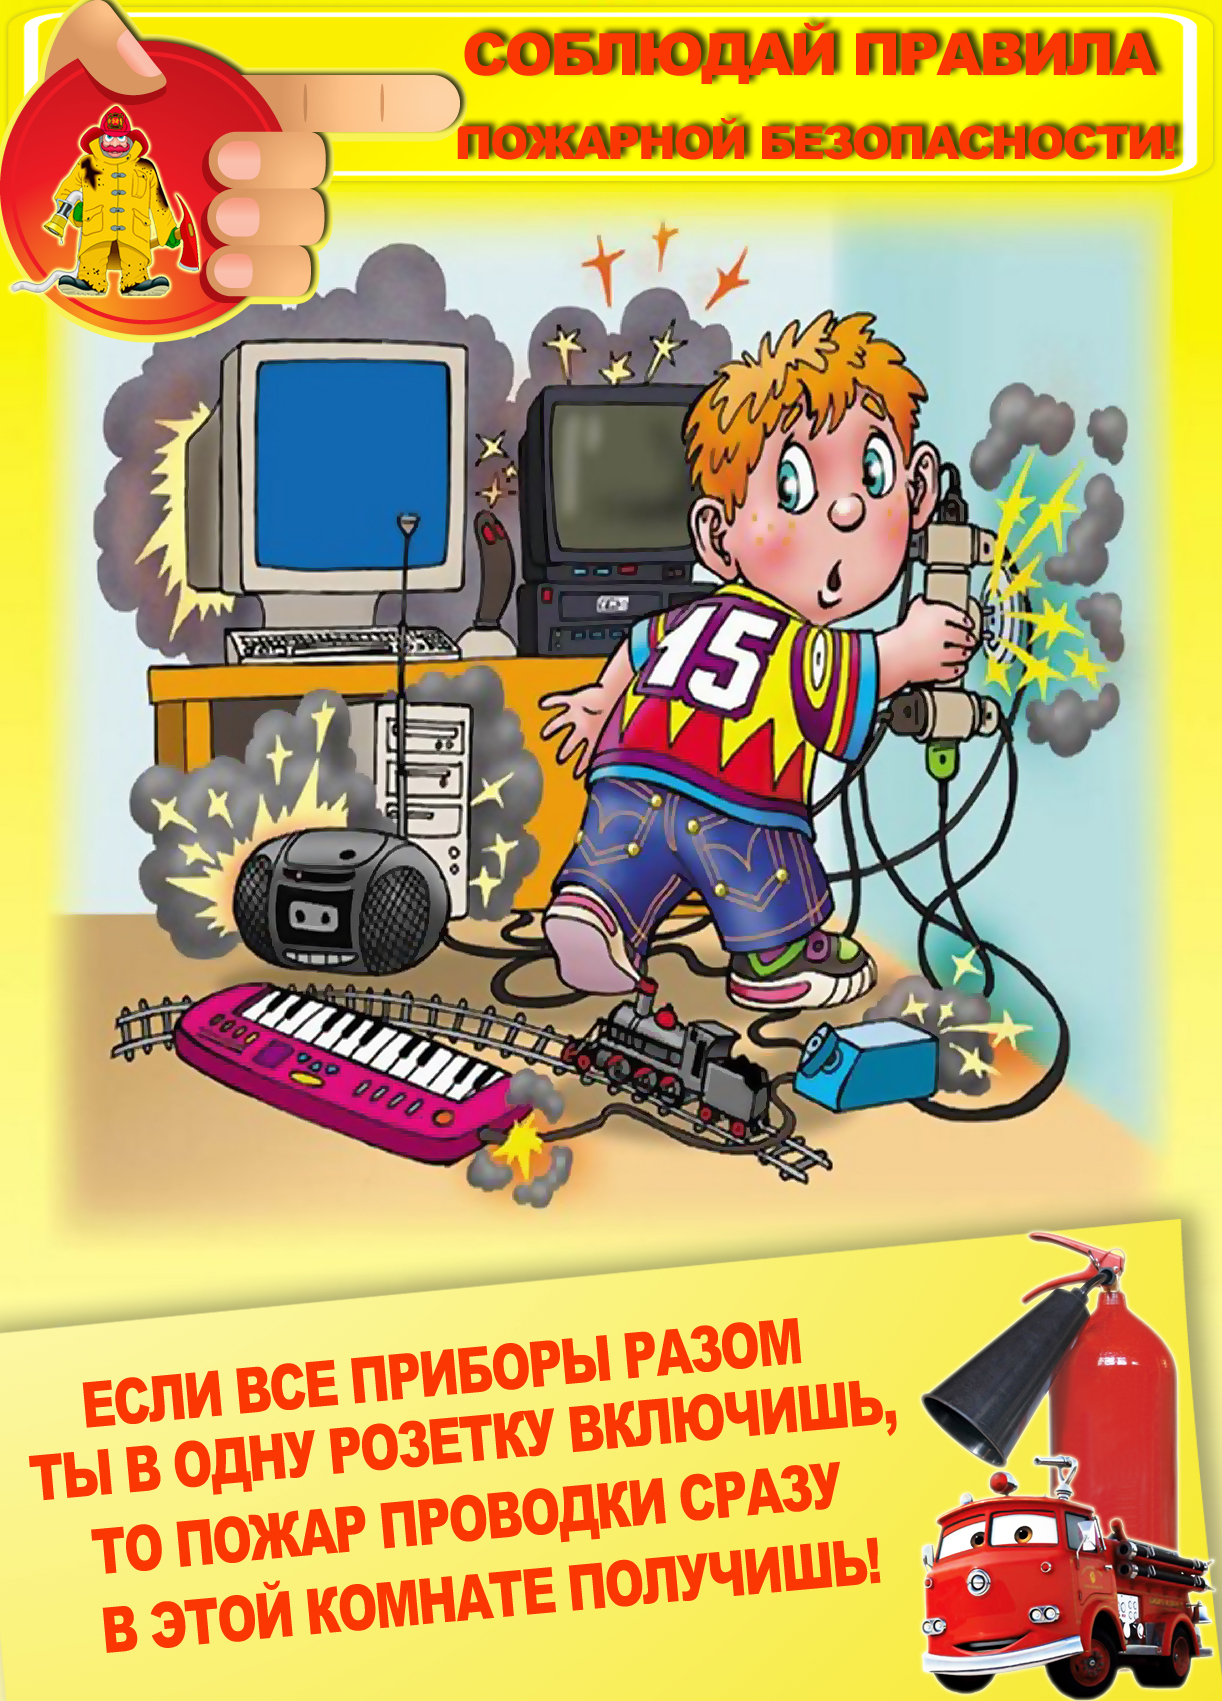 СОБЛЮДАЙ ПРАВИЛА
ПОЖАРНОЙ БЕЗОПАСНОСТИ!
15
ЕСЛИ ВСЕ ПРИБОРЫ РАЗОМ
ТЫ В ОДНУ РОЗЕТКУ ВКЛЮЧИШЬ,
ТО ПОЖАР ПРОВОДКИ СРАЗУ
В ЭТОЙ КОМНАТЕ ПОЛУЧИШЬ!